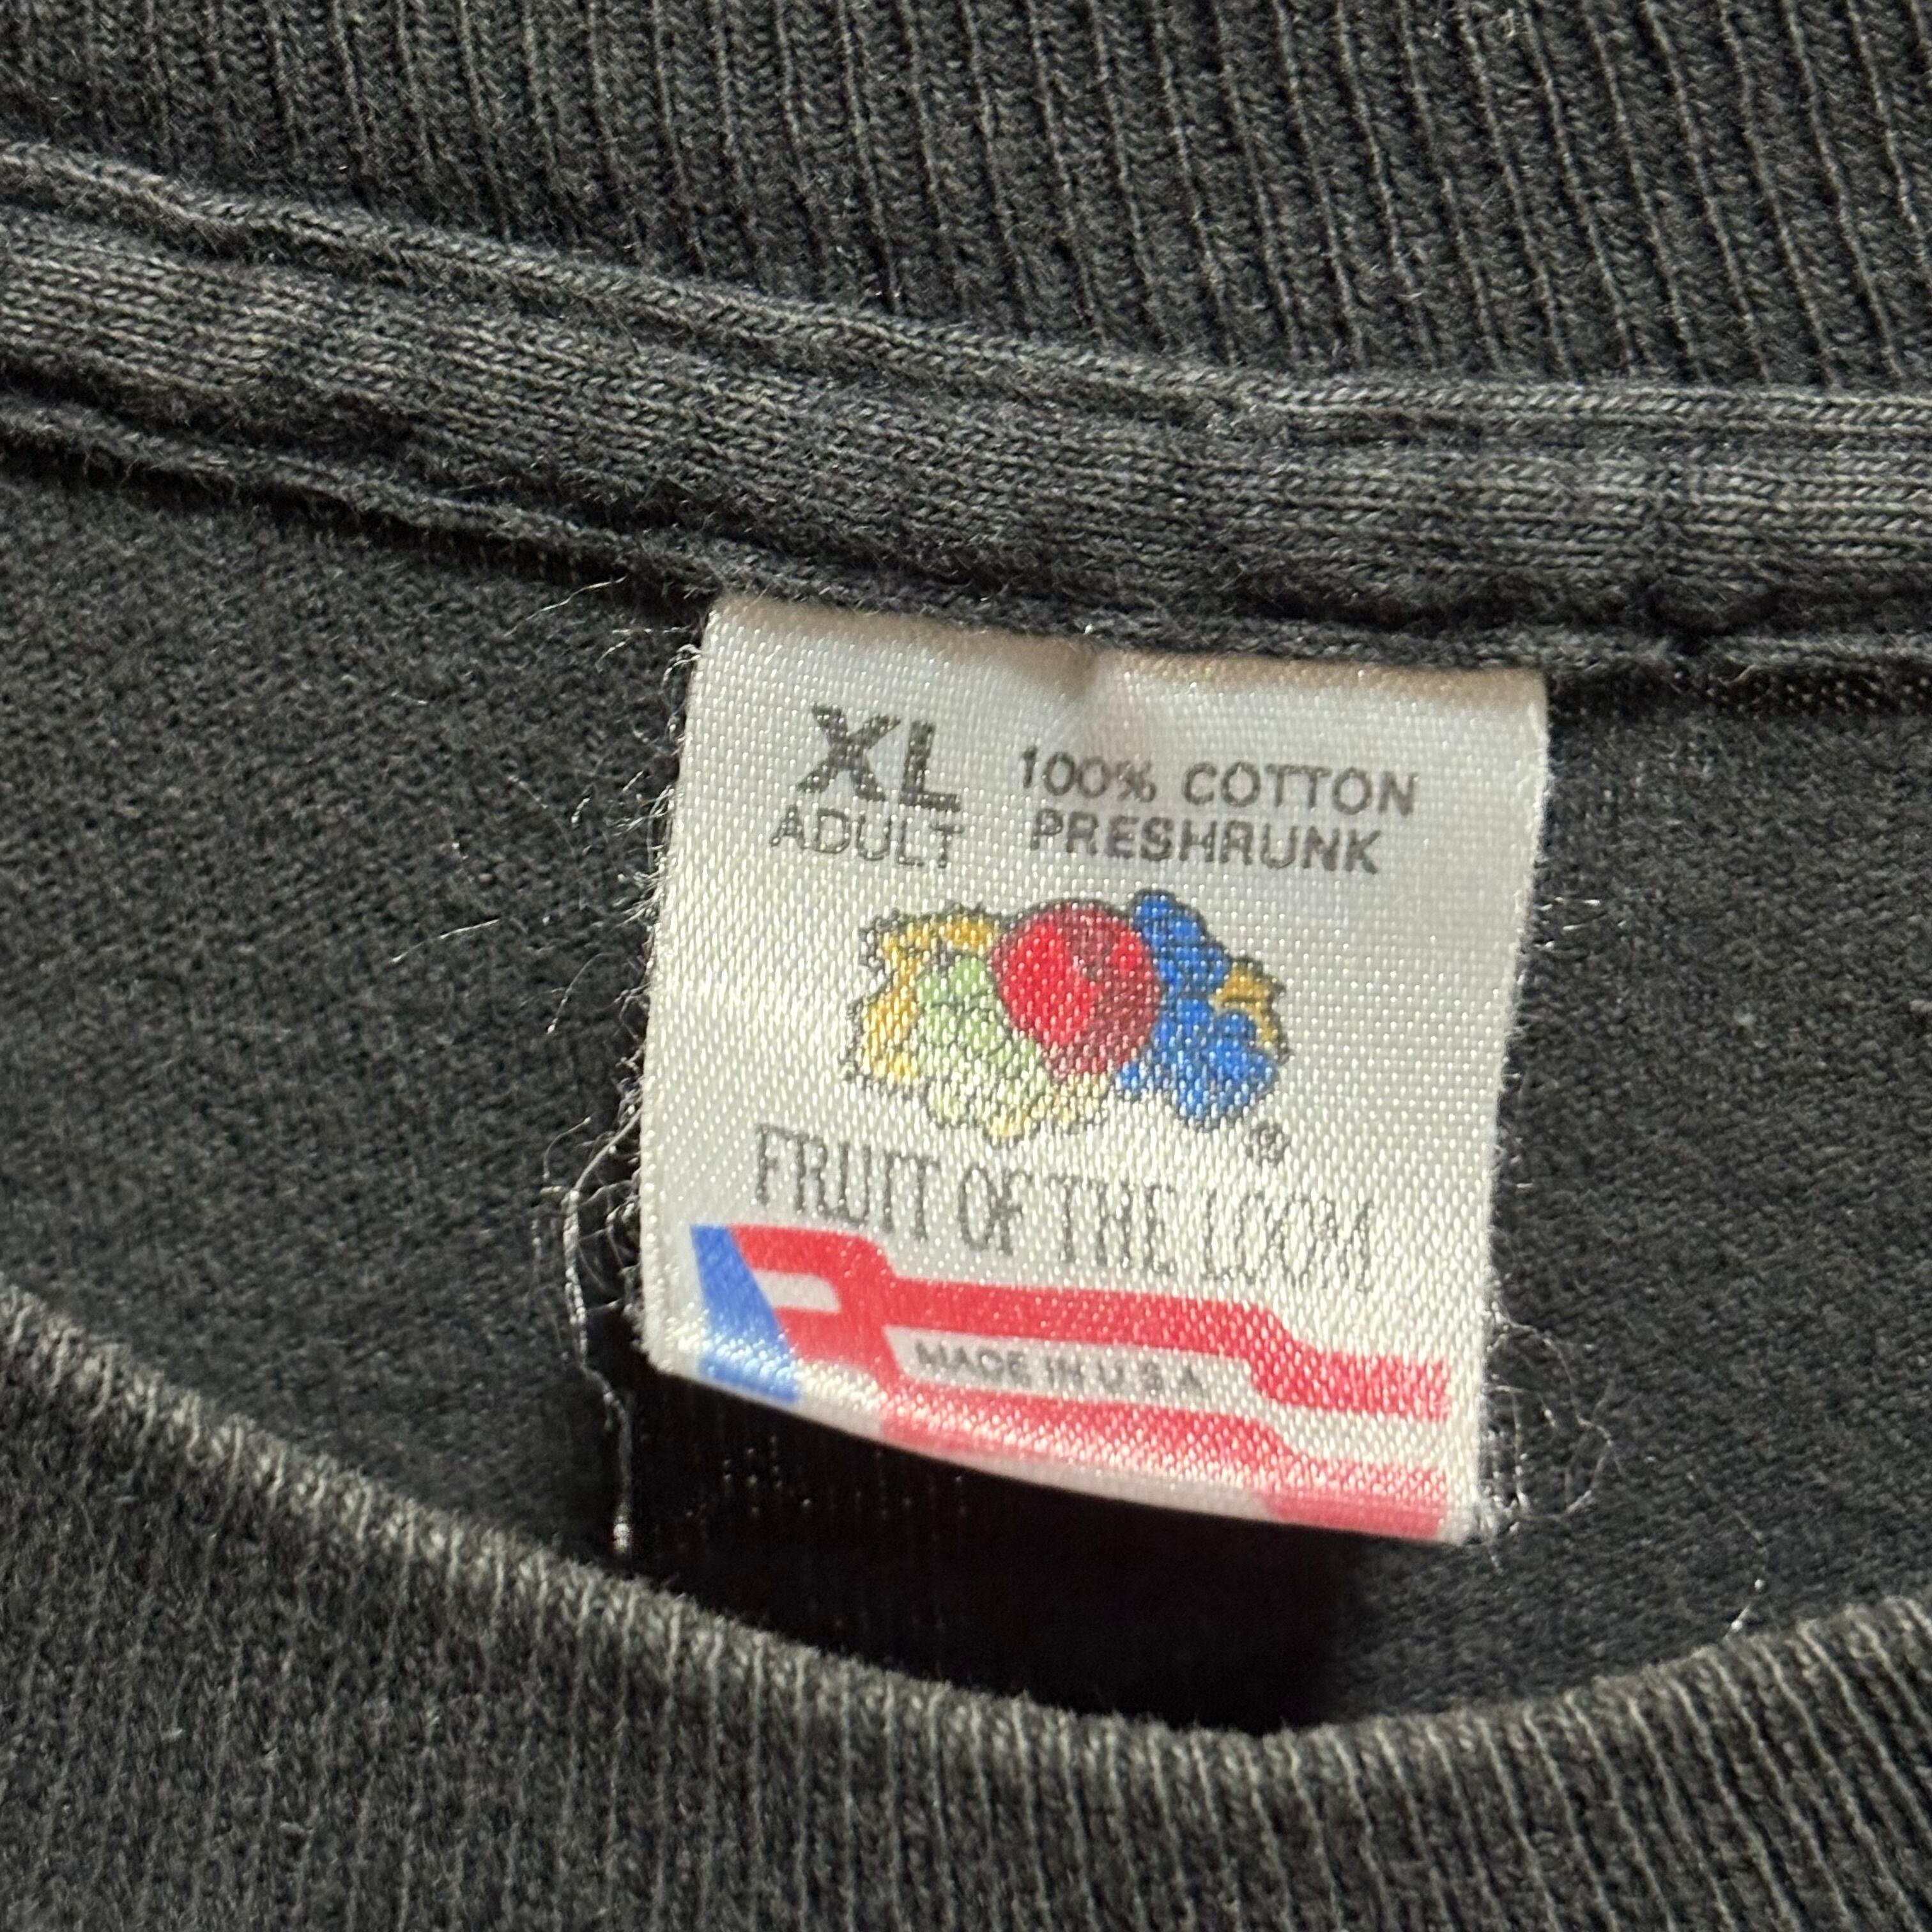 XL
ADULT
100% COTTON
PRESHRUNK
®
FRUIT OF THE LOOM
MADE IN U.S.A.